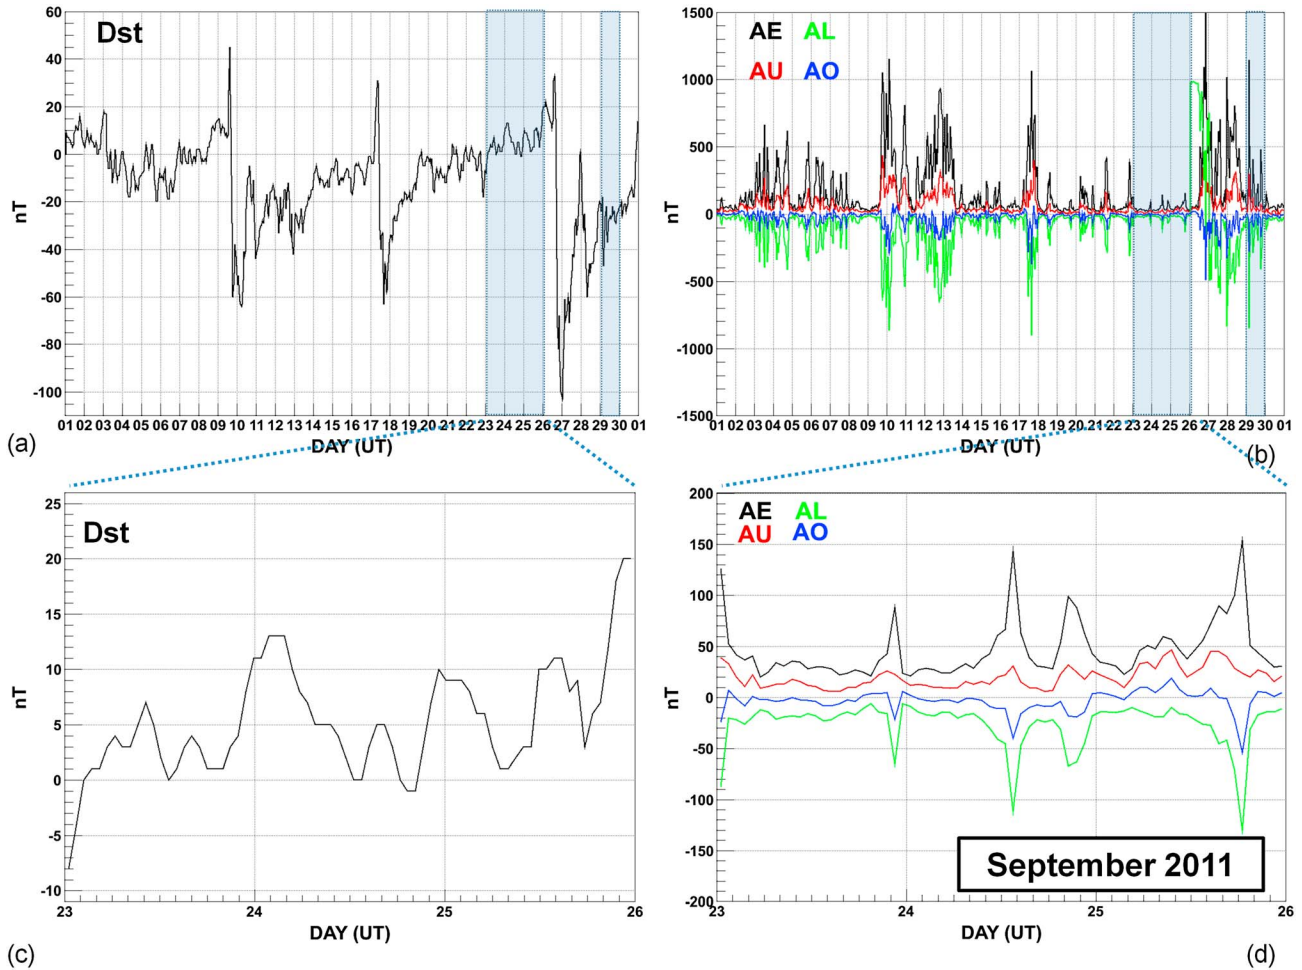 60
40
20
0
-20
-40
-60
-20
-100
nT
Dst
01 02 03 04 05 06 07 08 09 10 11 12 13 14 15 16 17 18 19 20 21 22 23 24 25 26 27 28 29 30 01
DAY (UT)
(a)
1500
1000
500
0
-500
-1000
-1500
nT
AE AL
AU AO
01 02 03 04 05 06 07 08 09 10 11 12 13 14 15 16 17 18 19 20 21 22 23 24 25 26 27 28 29 30 01
DAY (UT)
(b)
25
20
15
10
5
0
-5
-10
nT
Dst
23 24 25 26
DAY (UT)
(c)
200
150
100
50
0
-50
-100
-150
-200
nT
AE AL
AU AO
September 2011
23 24 25 26
DAY (UT)
(d)